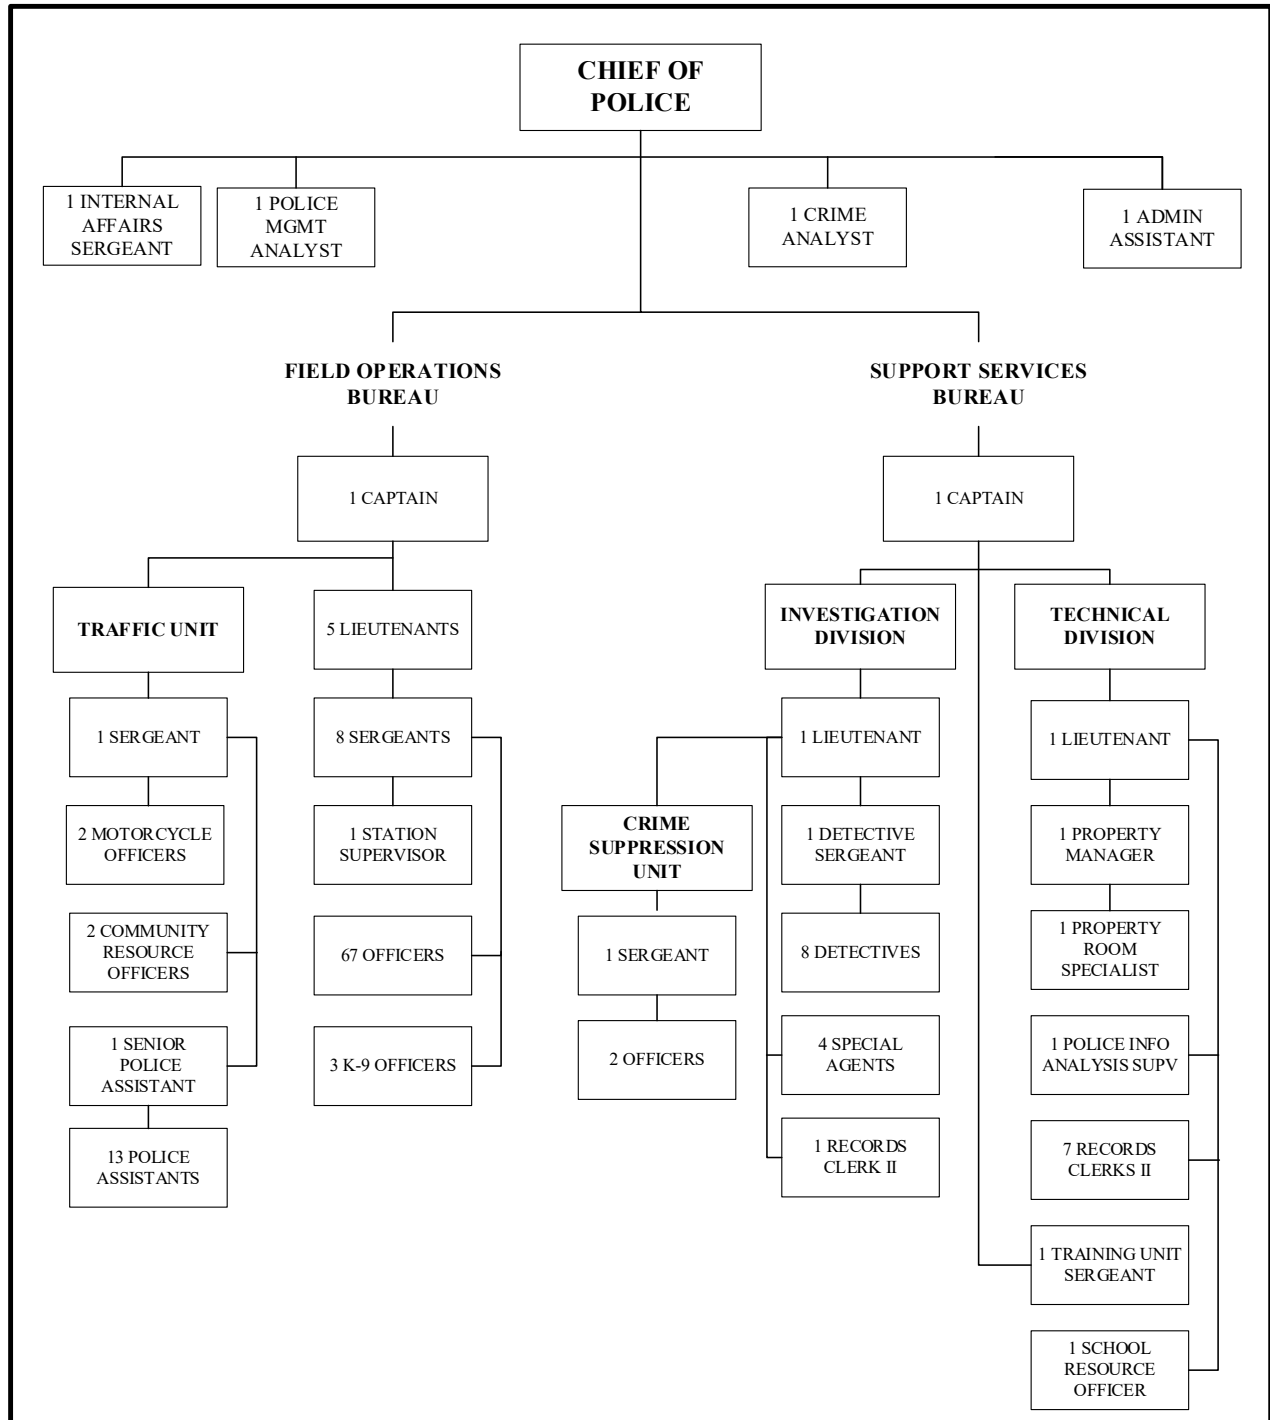 CHIEF OF
POLICE
1 INTERNAL
AFFAIRS
SERGEANT
1 POLICE
MGMT
ANALYST
1 CRIME
ANALYST
1 ADMIN
ASSISTANT
FIELD OPERATIONS
BUREAU
1 CAPTAIN
TRAFFIC UNIT
1 SERGEANT
2 MOTORCYCLE
OFFICERS
2 COMMUNITY
RESOURCE
OFFICERS
1 SENIOR
POLICE
ASSISTANT
13 POLICE
ASSISTANTS
5 LIEUTENANTS
8 SERGEANTS
1 STATION
SUPERVISOR
67 OFFICERS
3 K-9 OFFICERS
SUPPORT SERVICES
BUREAU
1 CAPTAIN
INVESTIGATION
DIVISION
1 LIEUTENANT
CRIME
SUPPRESSION
UNIT
1 SERGEANT
2 OFFICERS
1 DETECTIVE
SERGEANT
8 DETECTIVES
4 SPECIAL
AGENTS
1 RECORDS
CLERK II
TECHNICAL
DIVISION
1 LIEUTENANT
1 PROPERTY
MANAGER
1 PROPERTY
ROOM
SPECIALIST
1 POLICE INFO
ANALYSIS SUPV
7 RECORDS
CLERKS II
1 TRAINING UNIT
SERGEANT
1 SCHOOL
RESOURCE
OFFICER